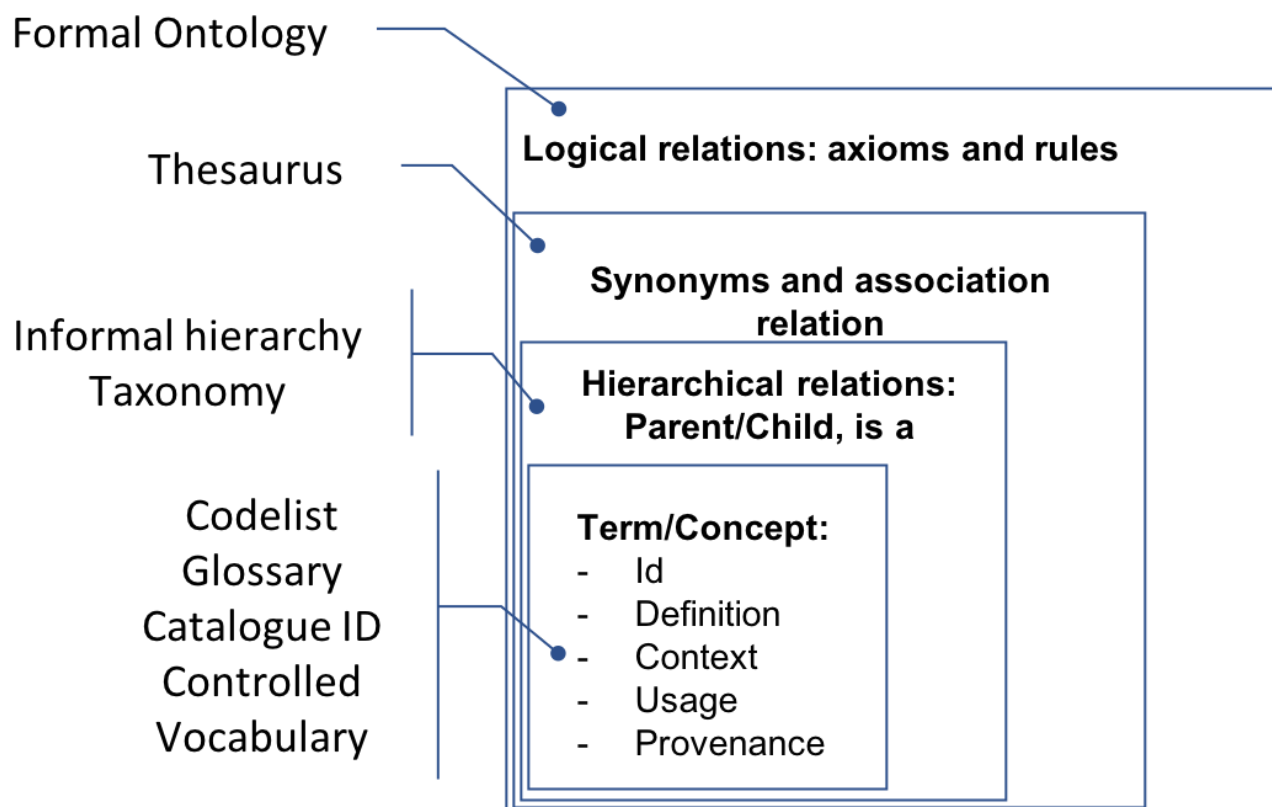 Formal Ontology
Logical relations: axioms and rules
Thesaurus
Synonyms and association
relation
Informal hierarchy
Taxonomy
Hierarchical relations:
Parent/Child, is a
Codelist
Glossary
Catalogue ID
Controlled
Vocabulary
Term/Concept:
- Id
- Definition
- Context
- Usage
- Provenance